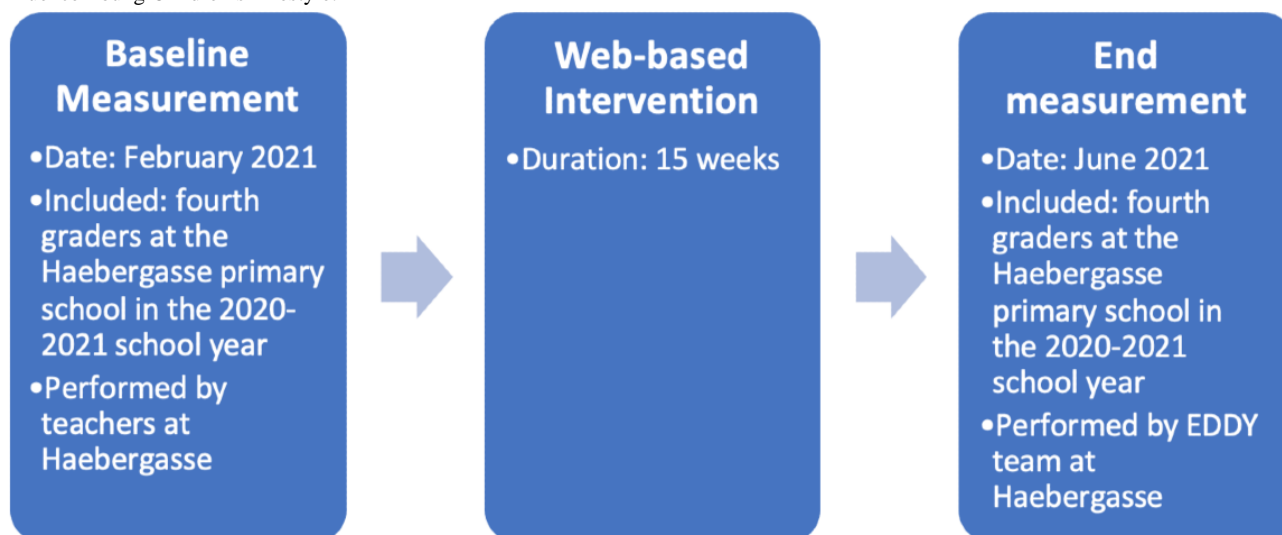 Baseline
Measurement
•Date: February 2021
•Included: fourth
graders at the
Haebergasse primary
school in the 2020-
2021 school year
•Performed by
teachers at
Haebergasse
Web-based
Intervention
•Duration: 15 weeks
End
measurement
•Date: June 2021
•Included: fourth
graders at the
Haebergasse
primary school in
the 2020-2021
school year
•Performed by EDDY
team at
Haebergasse